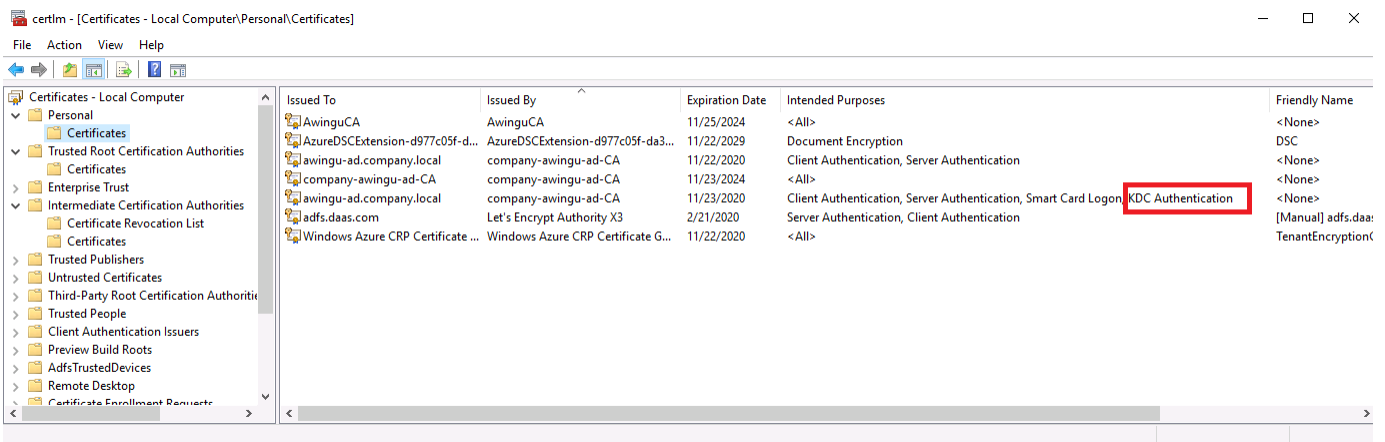 certlm - [Certificates - Local Computer\Personal\Certificates]
File Action View Help
Certificates - Local Computer
Personal
Certificates
Trusted Root Certification Authorities
Certificates
Enterprise Trust
Intermediate Certification Authorities
Certificate Revocation List
Certificates
Trusted Publishers
Untrusted Certificates
Third-Party Root Certification Authoritie
Trusted People
Client Authentication Issuers
Preview Build Roots
AdfsTrustedDevices
Remote Desktop
Certificate Enrollment Requests
Issued To Issued By Expiration Date Intended Purposes Friendly Name
AwinguCA AwinguCA 11/25/2024 <All> <None>
AzureDSCExtension-d977c05f-d... AzureDSCExtension-d977c05f-da3... 11/22/2029 Document Encryption DSC
awingu-ad.company.local company-awingu-ad-CA 11/22/2020 Client Authentication, Server Authentication <None>
company-awingu-ad-CA company-awingu-ad-CA 11/23/2024 <All> <None>
awingu-ad.company.local company-awingu-ad-CA 11/23/2020 Client Authentication, Server Authentication, Smart Card Logon, KDC Authentication <None>
adfs.daas.com Let's Encrypt Authority X3 2/21/2020 Server Authentication, Client Authentication [Manual] adfs.daas
Windows Azure CRP Certificate ... Windows Azure CRP Certificate G... 11/22/2020 <All> TenantEncryptionC